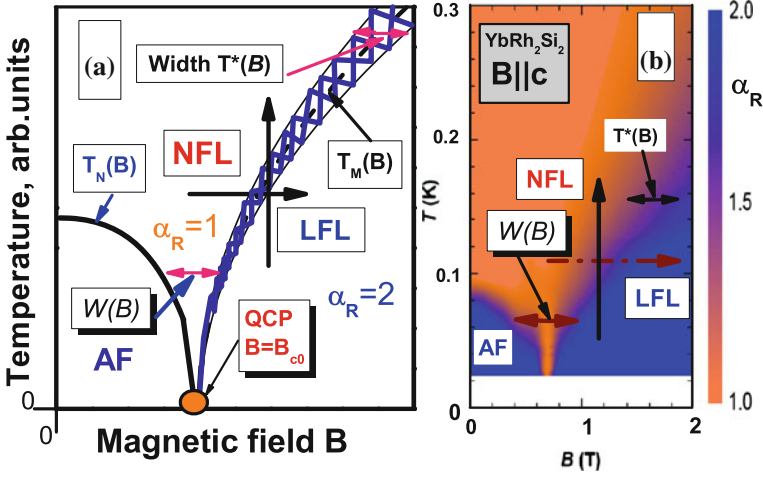 (a)
Width T*(B)
NFL
T_M(B)
T_N(B)
α_R=1
LFL
W(B)
α_R=2
QCP
B=B_c0
AF
0
0
Temperature, arb.units
Magnetic field B
0.3
0.2
0.1
0
T (K)
YbRh₂Si₂
B||c
(b)
T*(B)
NFL
W(B)
LFL
AF
0
1
2
B (T)
2.0
α_R
1.5
1.0